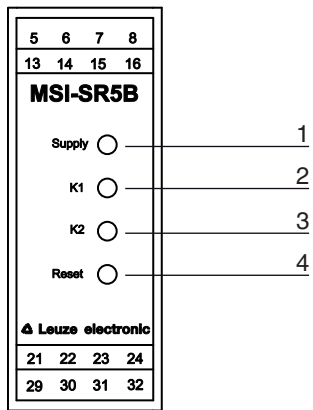 5 6 7 8
13 14 15 16
MSI-SR5B
Supply 1
K1 2
K2 3
Reset 4
Leuze electronic
21 22 23 24
29 30 31 32